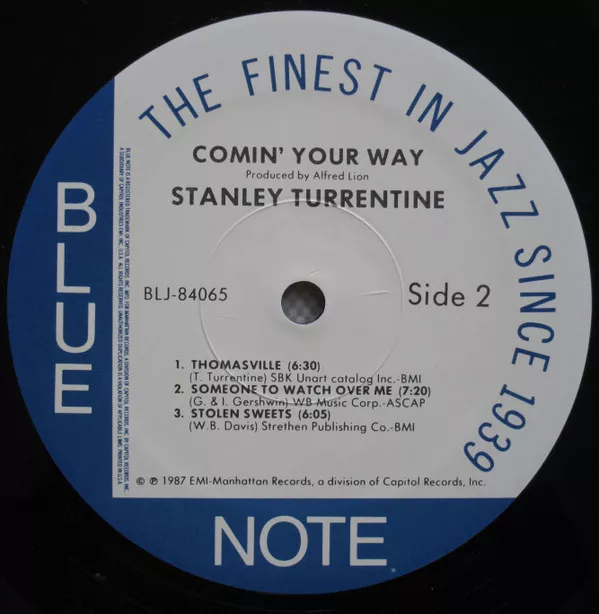 THE FINEST IN JAZZ SINCE 1939
COMIN' YOUR WAY
Produced by Alfred Lion
STANLEY TURRENTINE
BLJ-84065
Side 2
1. THOMASVILLE (6:30)
(T. Turrentine) SBK Unart catalog Inc.-BMI
2. SOMEONE TO WATCH OVER ME (7:20)
(G. & I. Gershwin) WB Music Corp.-ASCAP
3. STOLEN SWEETS (6:05)
(W.B. Davis) Strethen Publishing Co.-BMI
© ℗ 1987 EMI-Manhattan Records, a division of Capitol Records, Inc.
BLUE
NOTE